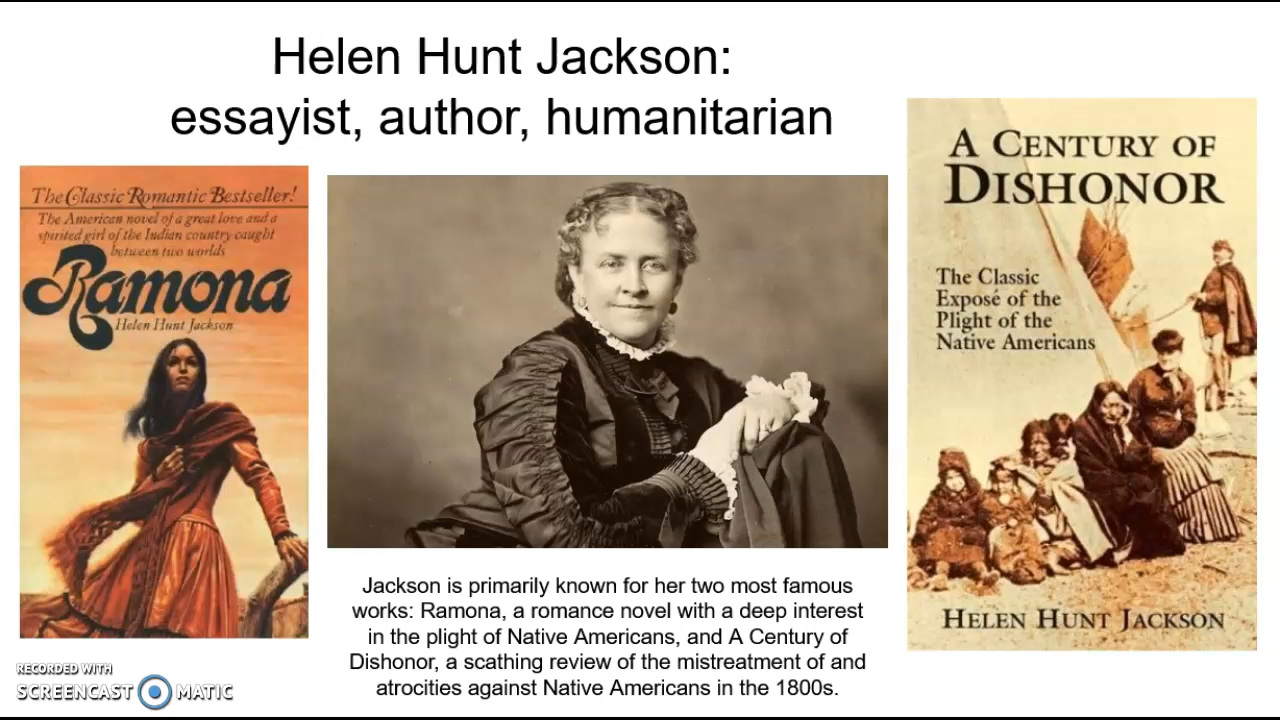 Helen Hunt Jackson:
essayist, author, humanitarian
The Classic Romantic Bestseller!
The American novel of a great love and a
spirited girl of the Indian country caught
between two worlds
Ramona
Helen Hunt Jackson
A CENTURY OF
DISHONOR
The Classic
Exposé of the
Plight of the
Native Americans
HELEN HUNT JACKSON
Jackson is primarily known for her two most famous
works: Ramona, a romance novel with a deep interest
in the plight of Native Americans, and A Century of
Dishonor, a scathing review of the mistreatment of and
atrocities against Native Americans in the 1800s.
RECORDED WITH
SCREENCAST MATIC